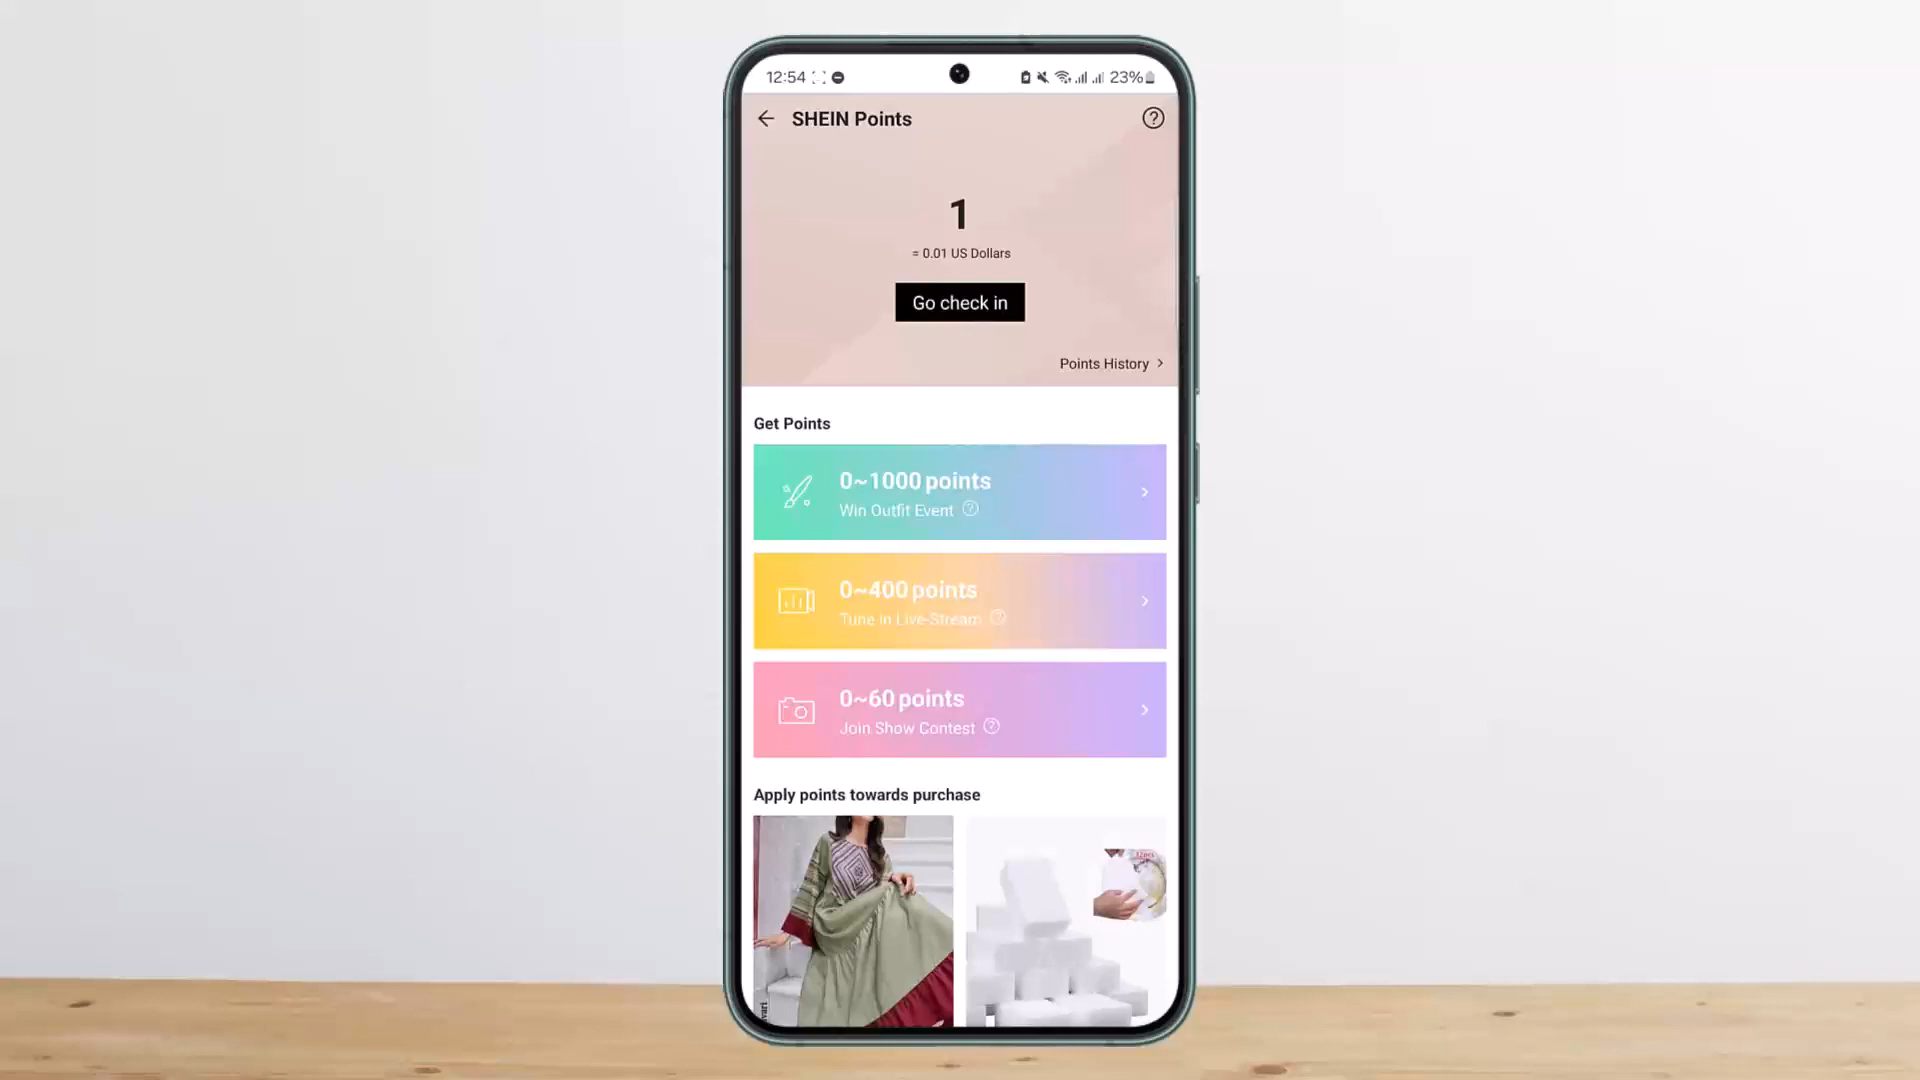 12:54 23%
SHEIN Points
1
= 0.01 US Dollars
Go check in
Points History
Get Points
0~1000 points
Win Outfit Event
0~400 points
Tune in Live-Stream
0~60 points
Join Show Contest
Apply points towards purchase